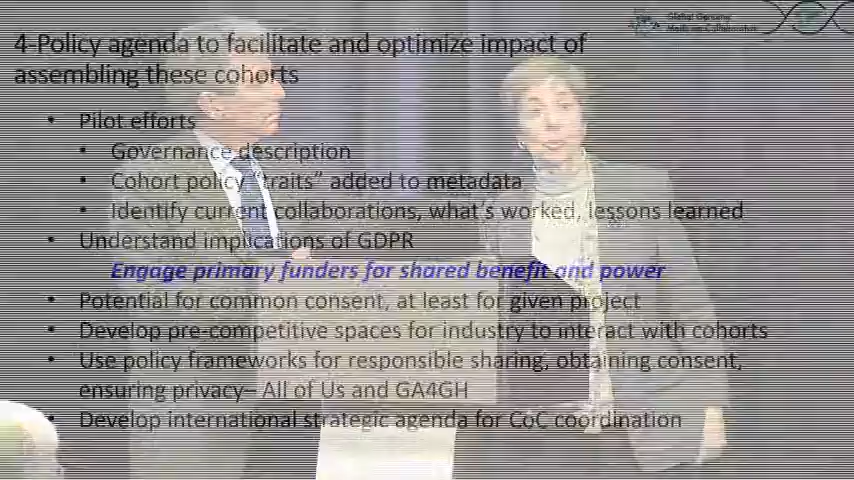 Global Genomic
Medicine Collaborative
4-Policy agenda to facilitate and optimize impact of
assembling these cohorts
• Pilot efforts
• Governance description
• Cohort policy “traits” added to metadata
• Identify current collaborations, what's worked, lessons learned
• Understand implications of GDPR
Engage primary funders for shared benefit and power
• Potential for common consent, at least for given project
• Develop pre-competitive spaces for industry to interact with cohorts
• Use policy frameworks for responsible sharing, obtaining consent,
ensuring privacy– All of Us and GA4GH
• Develop international strategic agenda for CoC coordination